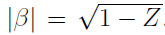 |β| = √1 − Z